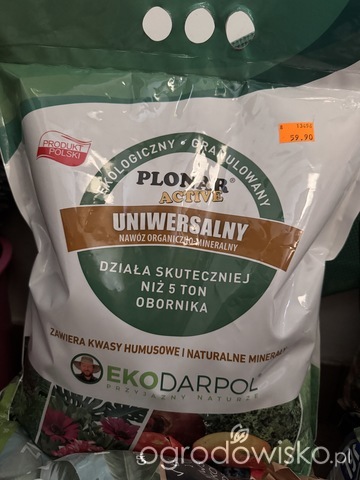 13452
59.90
PRODUKT
POLSKI
EKOLOGICZNY • GRANULOWANY
PLONAR®
ACTIVE
UNIWERSALNY
NAWÓZ ORGANICZNO-MINERALNY
DZIAŁA SKUTECZNIEJ
NIŻ 5 TON
OBORNIKA
ZAWIERA KWASY HUMUSOWE I NATURALNE MINERAŁY
EKODARPOL
PRZYJAZNY NATURZE
ogrodowisko.pl